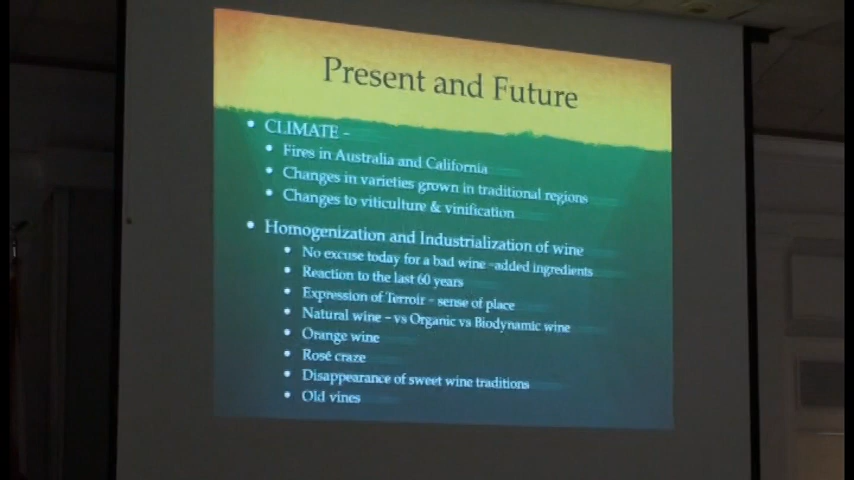 Present and Future
• CLIMATE -
• Fires in Australia and California
• Changes in varieties grown in traditional regions
• Changes to viticulture & vinification
• Homogenization and Industrialization of wine
• No excuse today for a bad wine -added ingredients
• Reaction to the last 60 years
• Expression of Terroir - sense of place
• Natural wine - vs Organic vs Biodynamic wine
• Orange wine
• Rosé craze
• Disappearance of sweet wine traditions
• Old vines